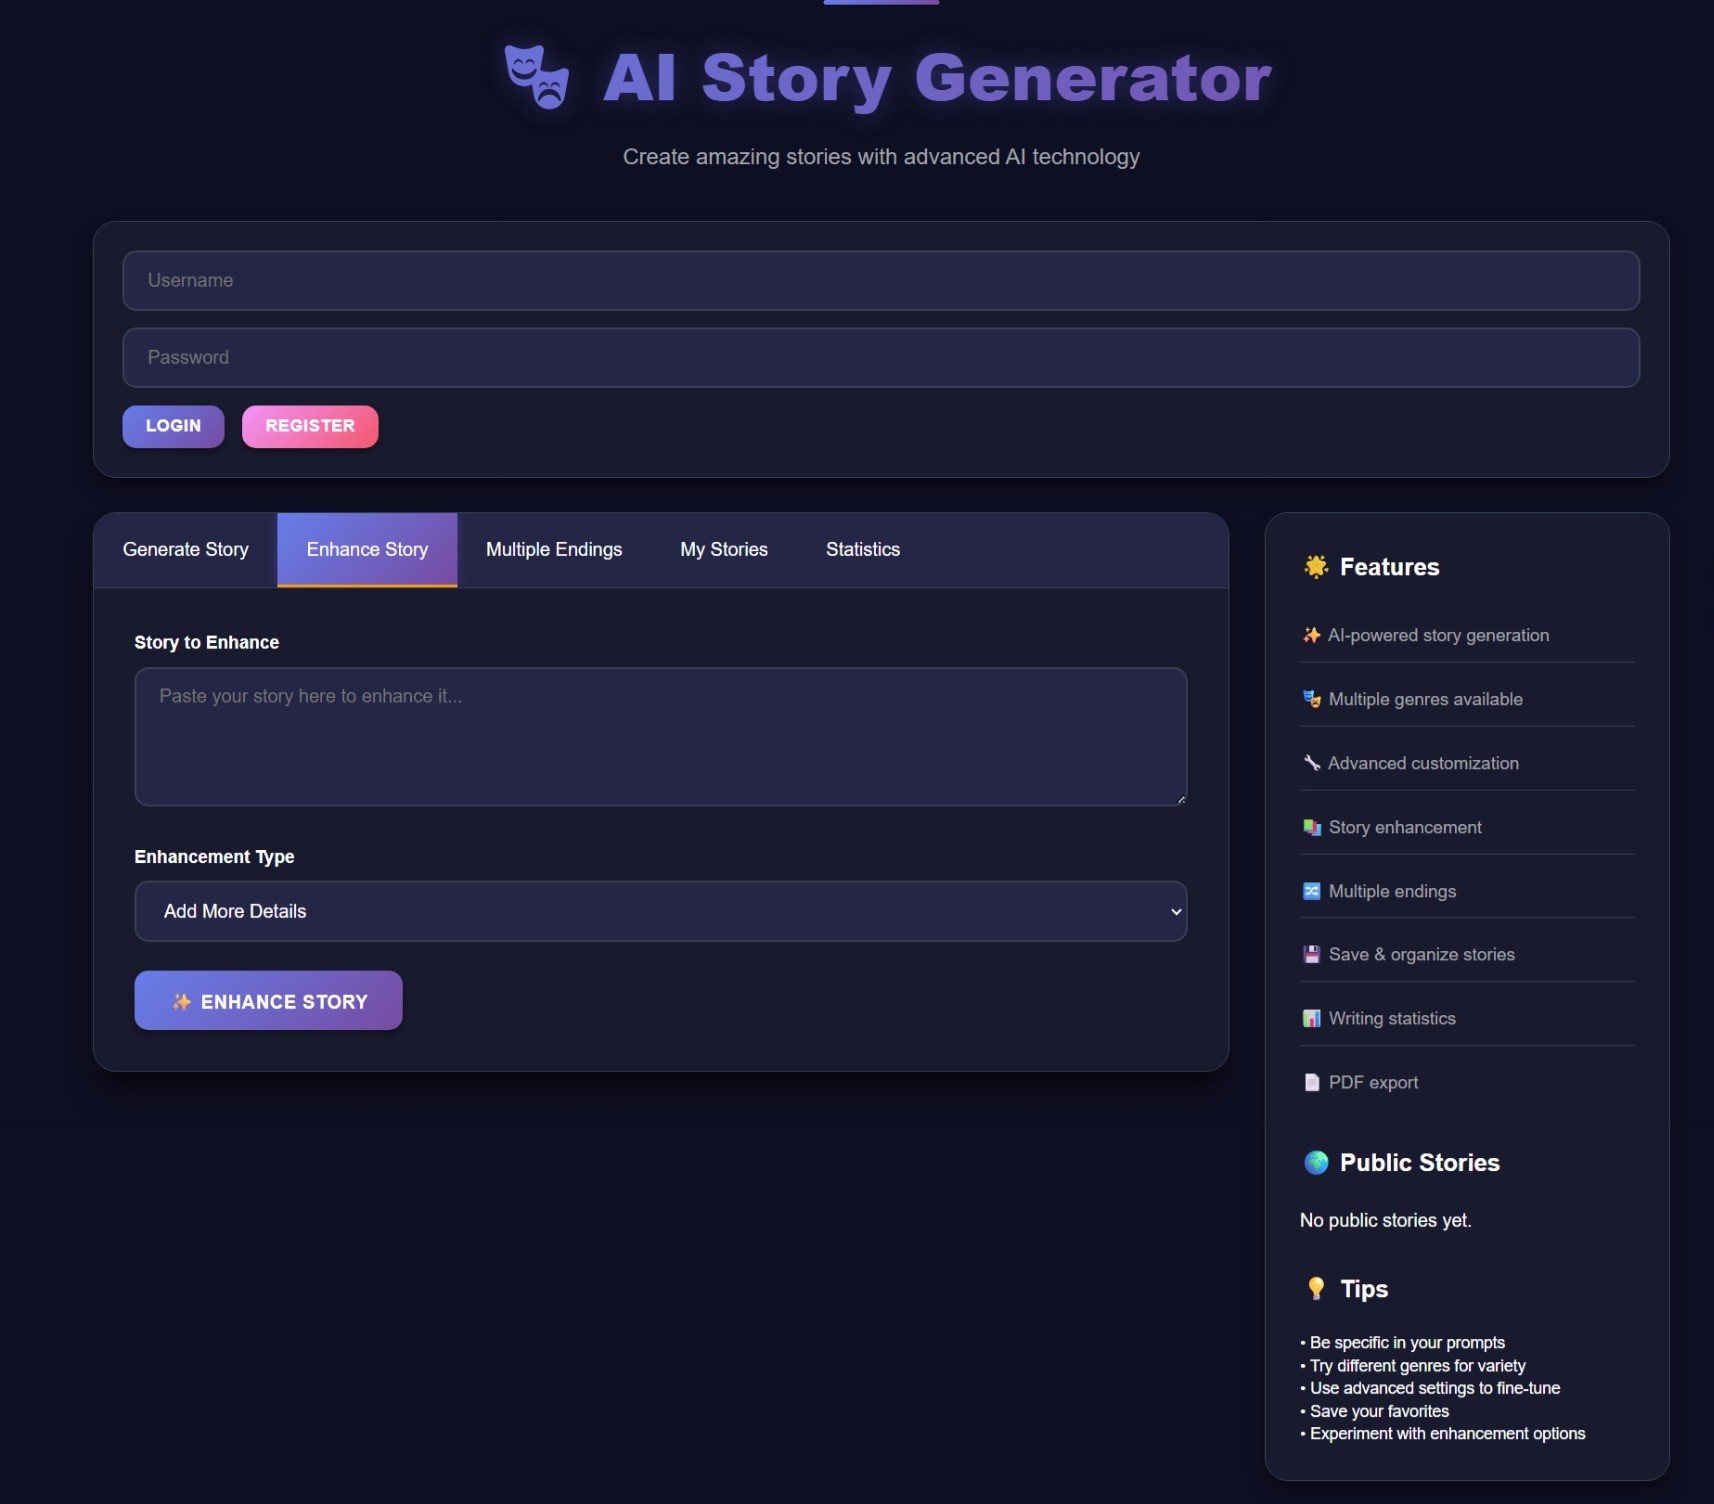 AI Story Generator
Create amazing stories with advanced AI technology
Username
Password
LOGIN
REGISTER
Generate Story
Enhance Story
Multiple Endings
My Stories
Statistics
Story to Enhance
Paste your story here to enhance it...
Enhancement Type
Add More Details
✨ ENHANCE STORY
🌟 Features
✨ AI-powered story generation
🎭 Multiple genres available
🔧 Advanced customization
📚 Story enhancement
🔀 Multiple endings
💾 Save & organize stories
📊 Writing statistics
📄 PDF export
🌍 Public Stories
No public stories yet.
💡 Tips
• Be specific in your prompts
• Try different genres for variety
• Use advanced settings to fine-tune
• Save your favorites
• Experiment with enhancement options